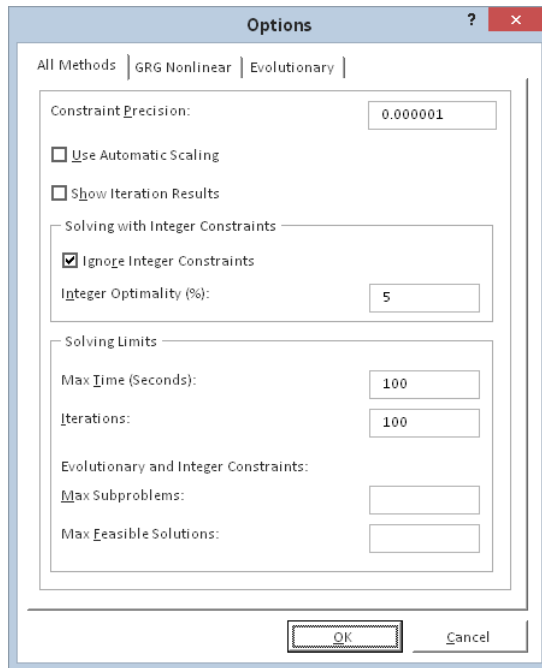 Options
?
×
All Methods
GRG Nonlinear
Evolutionary
Constraint Precision:
0.000001
Use Automatic Scaling
Show Iteration Results
Solving with Integer Constraints
Ignore Integer Constraints
Integer Optimality (%):
5
Solving Limits
Max Time (Seconds):
100
Iterations:
100
Evolutionary and Integer Constraints:
Max Subproblems:
Max Feasible Solutions:
OK
Cancel